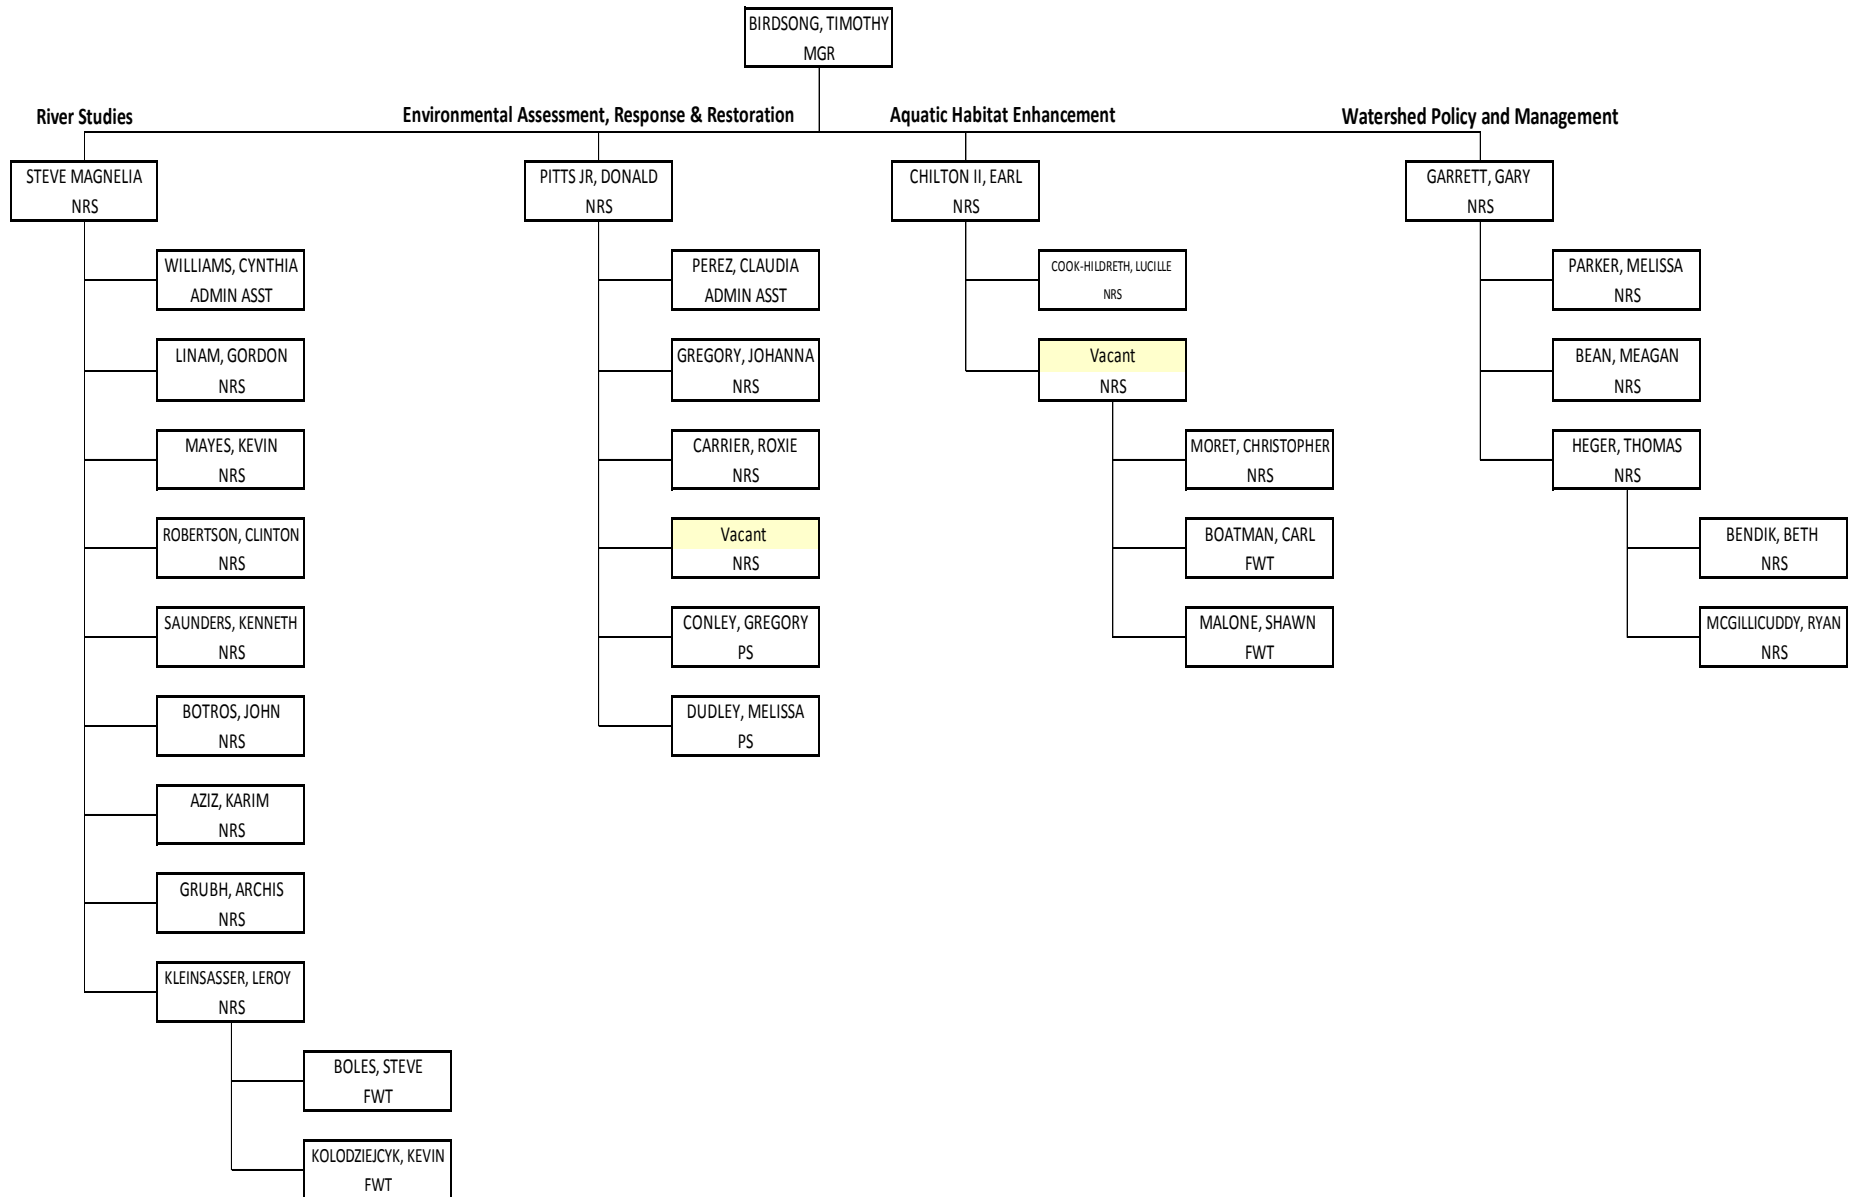 BIRDSONG, TIMOTHY
MGR
River Studies
Environmental Assessment, Response & Restoration
Aquatic Habitat Enhancement
Watershed Policy and Management
STEVE MAGNELIA
NRS
WILLIAMS, CYNTHIA
ADMIN ASST
LINAM, GORDON
NRS
MAYES, KEVIN
NRS
ROBERTSON, CLINTON
NRS
SAUNDERS, KENNETH
NRS
BOTROS, JOHN
NRS
AZIZ, KARIM
NRS
GRUBH, ARCHIS
NRS
KLEINSASSER, LEROY
NRS
BOLES, STEVE
FWT
KOLODZIEJCYK, KEVIN
FWT
PITTS JR, DONALD
NRS
PEREZ, CLAUDIA
ADMIN ASST
GREGORY, JOHANNA
NRS
CARRIER, ROXIE
NRS
Vacant
NRS
CONLEY, GREGORY
PS
DUDLEY, MELISSA
PS
CHILTON II, EARL
NRS
COOK-HILDRETH, LUCILLE
NRS
Vacant
NRS
MORET, CHRISTOPHER
NRS
BOATMAN, CARL
FWT
MALONE, SHAWN
FWT
GARRETT, GARY
NRS
PARKER, MELISSA
NRS
BEAN, MEAGAN
NRS
HEGER, THOMAS
NRS
BENDIK, BETH
NRS
MCGILLICUDDY, RYAN
NRS